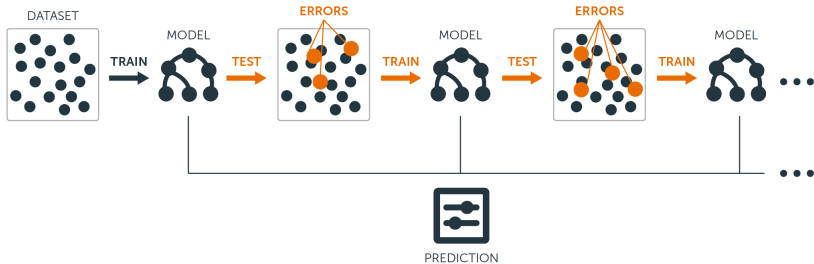 DATASET
MODEL
ERRORS
MODEL
ERRORS
MODEL
TRAIN
TEST
TRAIN
TEST
TRAIN
PREDICTION